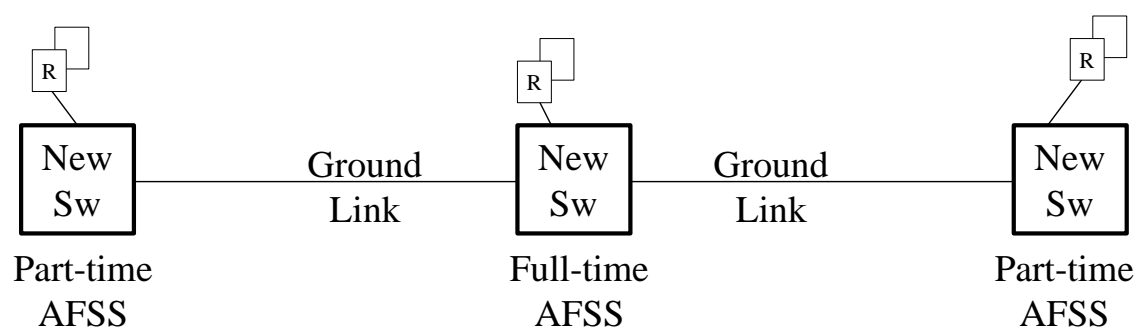 R
R
R
New
Sw
Ground
Link
New
Sw
Ground
Link
New
Sw
Part-time
AFSS
Full-time
AFSS
Part-time
AFSS